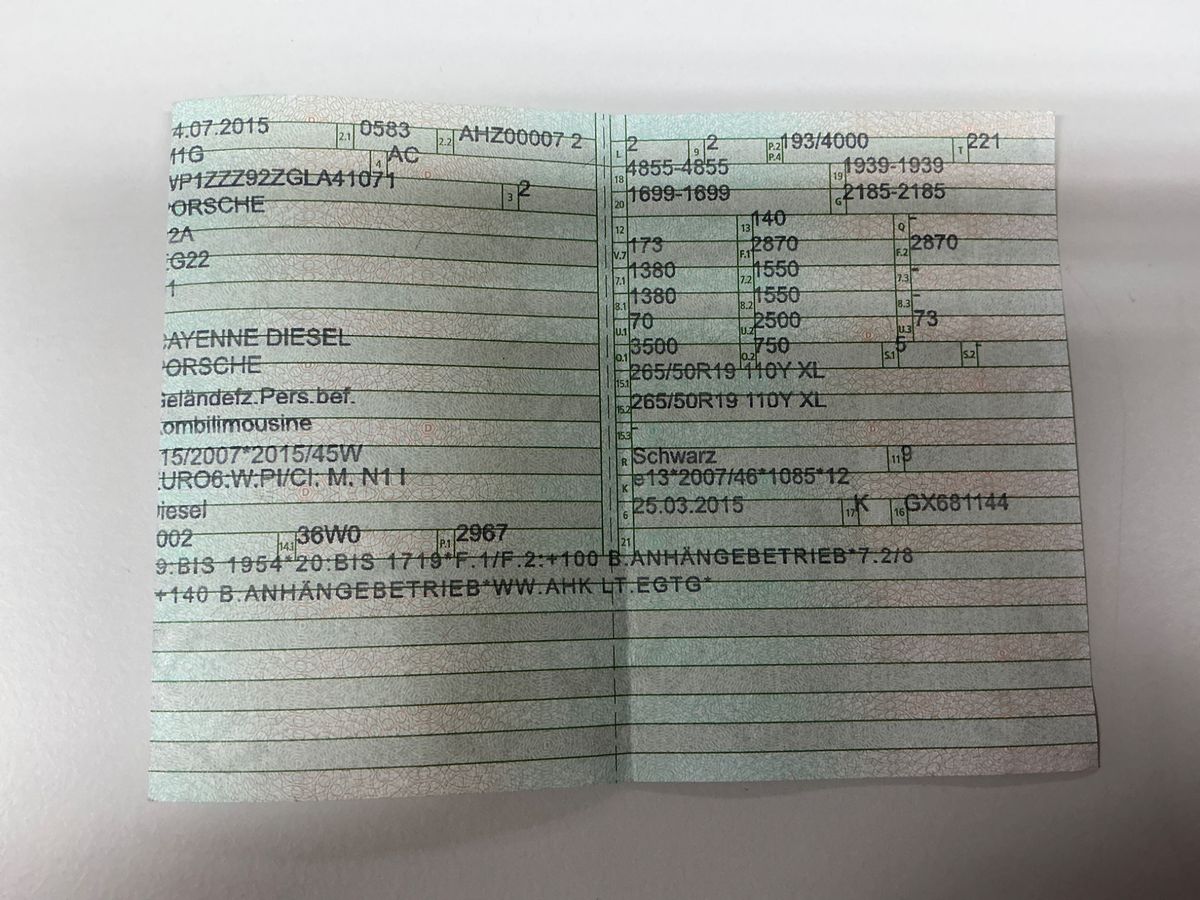 4.07.2015 2.1 0583 2.2 AHZ00007 2
M1G 4 AC
WP1ZZZ92ZGLA41071 3 2
PORSCHE
2A
G22
1
AYENNE DIESEL
PORSCHE
Geländefz.Pers.bef.
ombilimousine
15/2007*2015/45W
EURO6;W;PI/CI, M, N1 I
Diesel
002 14.1 36W0 P.1 2967
L 2 9 2 P.2 P.4 193/4000 T 221
18 4855-4855 19 1939-1939
20 1699-1699 G 2185-2185
12 13 140 Q -
V.7 173 F.1 2870 F.2 2870
7.1 1380 7.2 1550 7.3 -
8.1 1380 8.2 1550 8.3 -
U.1 70 U.2 2500 U.3 73
O.1 3500 O.2 750 S.1 5 S.2 -
15.1 265/50R19 110Y XL
15.2 265/50R19 110Y XL
15.3 -
R Schwarz 11 9
K e13*2007/46*1085*12
6 25.03.2015 17 K 16 GX681144
21
9:BIS 1954*20:BIS 1719*F.1/F.2:+100 B.ANHÄNGEBETRIEB*7.2/8
+140 B.ANHÄNGEBETRIEB*WW.AHK LT.EGTG*